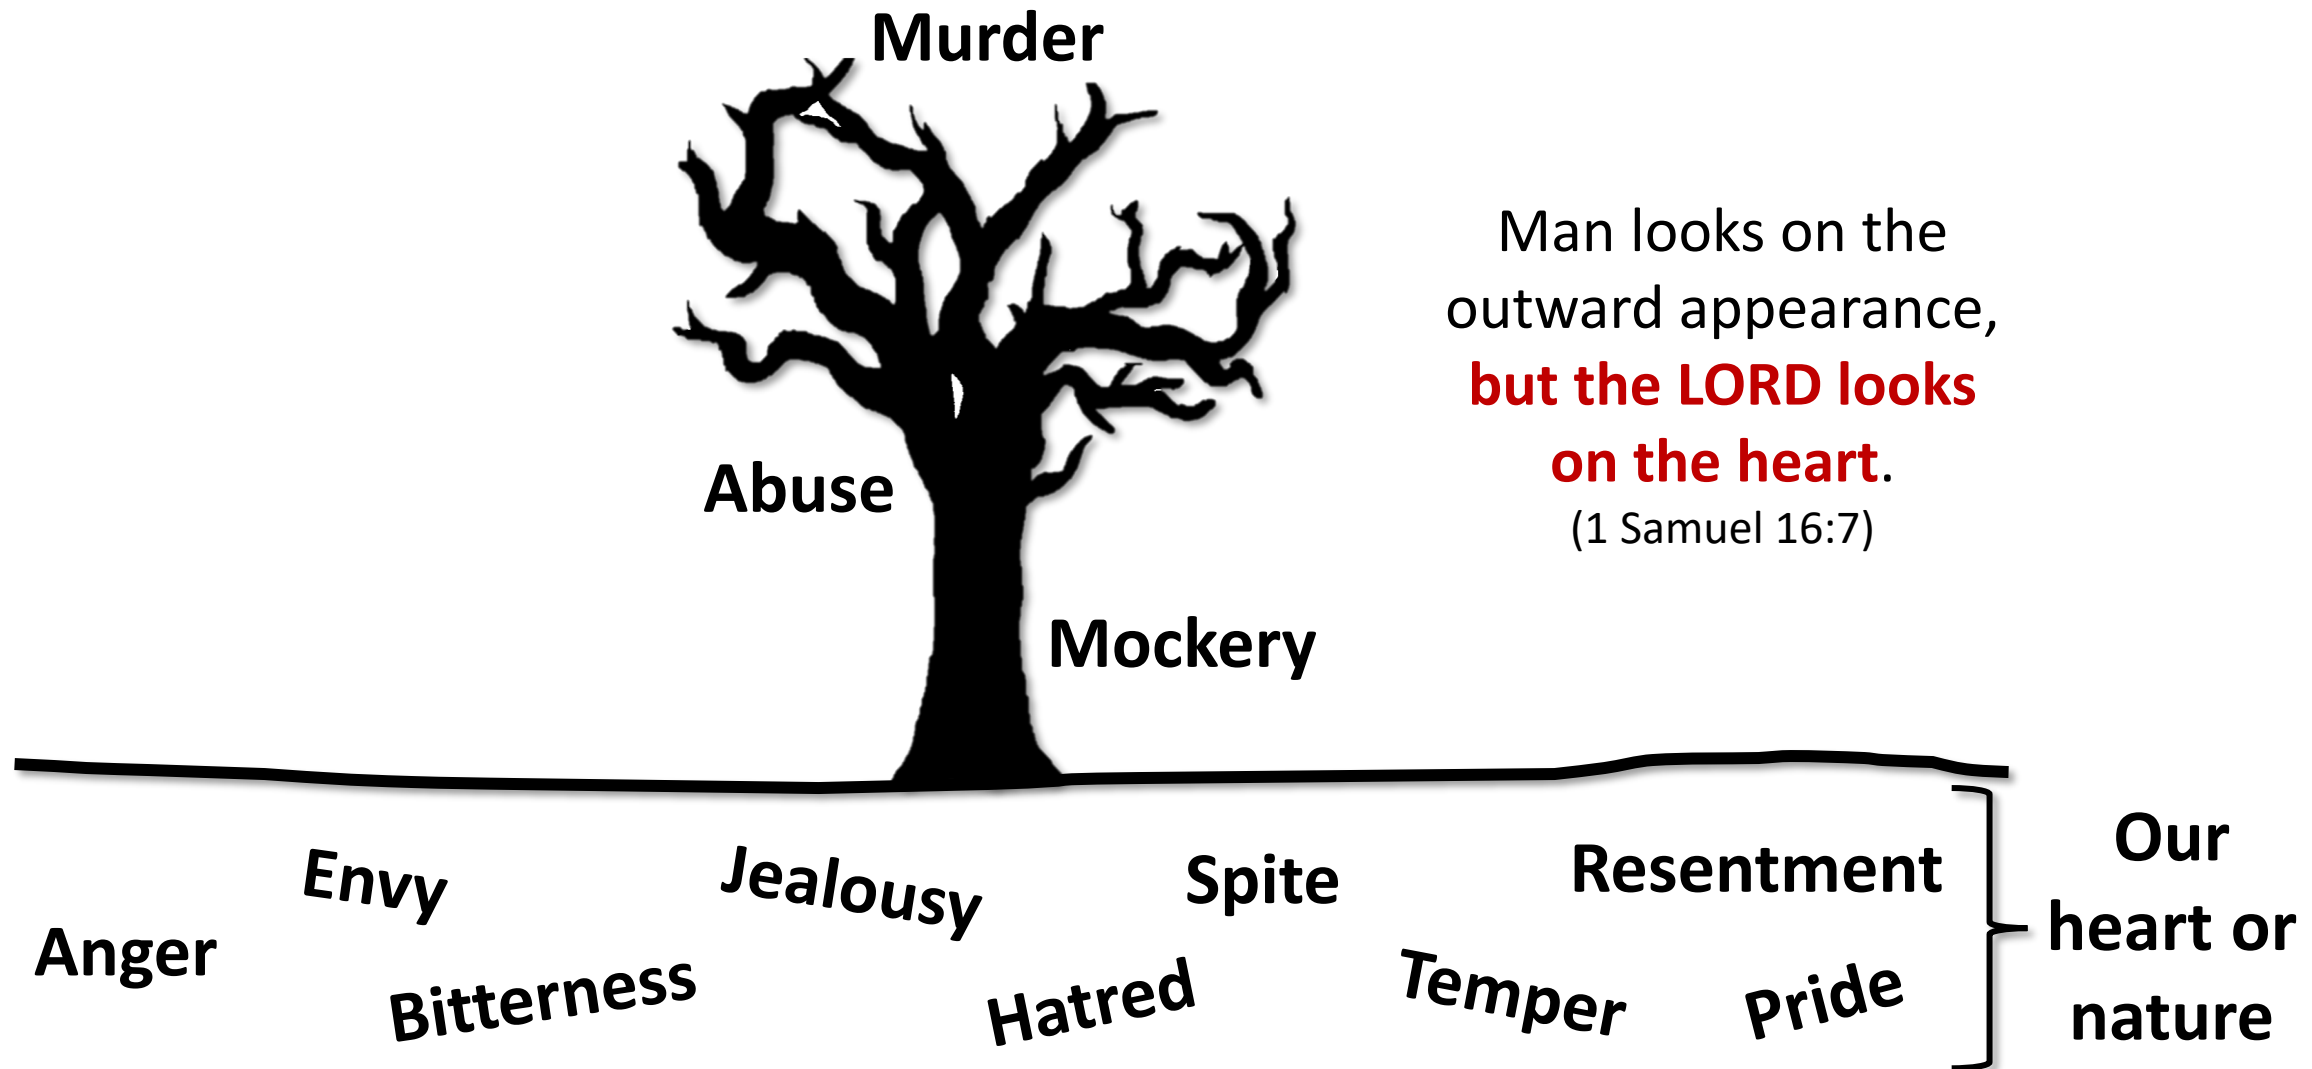 Murder
Man looks on the
outward appearance,
but the LORD looks
on the heart.
(1 Samuel 16:7)
Abuse
Mockery
Envy
Jealousy
Spite
Resentment
Anger
Bitterness
Hatred
Temper
Pride
Our
heart or
nature